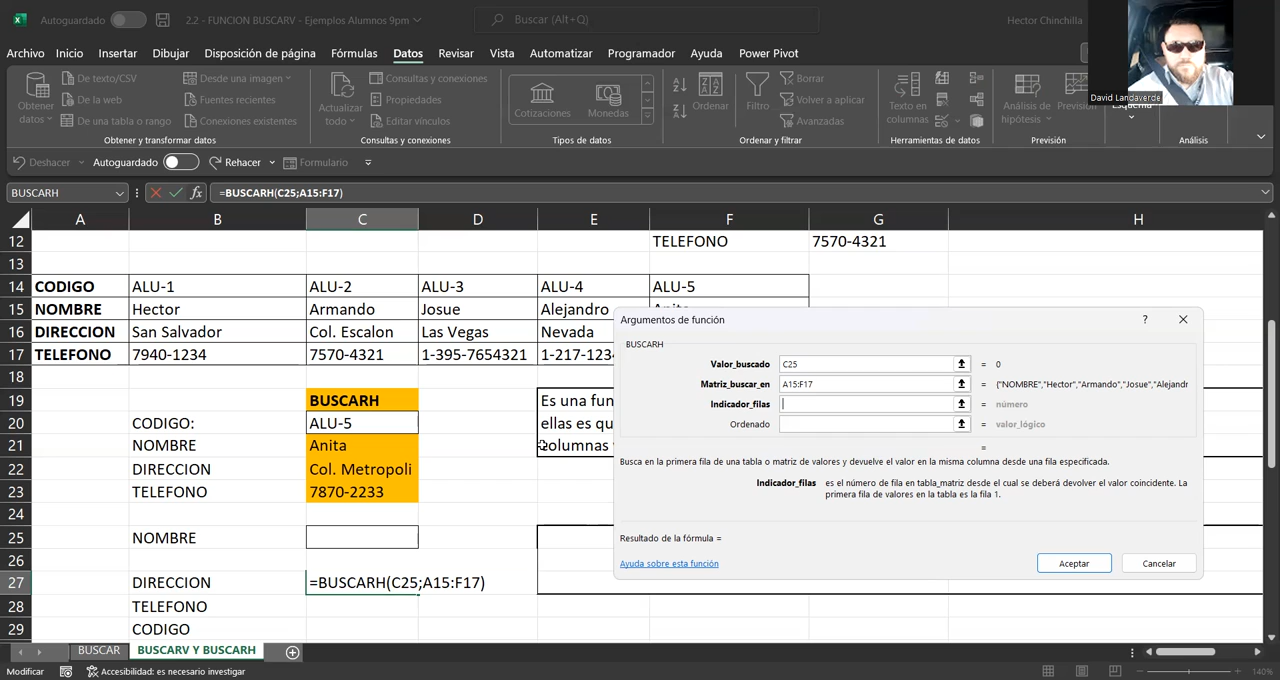 Autoguardado
2.2 - FUNCION BUSCARV - Ejemplos Alumnos 9pm
Buscar (Alt+Q)
Hector Chinchilla
David Landaverde
Archivo Inicio Insertar Dibujar Disposición de página Fórmulas Datos Revisar Vista Automatizar Programador Ayuda Power Pivot
Obtener datos
De texto/CSV
De la web
De una tabla o rango
Desde una imagen
Fuentes recientes
Conexiones existentes
Obtener y transformar datos
Actualizar todo
Consultas y conexiones
Propiedades
Editar vínculos
Consultas y conexiones
Cotizaciones
Monedas
Tipos de datos
Ordenar
Filtro
Borrar
Volver a aplicar
Avanzadas
Ordenar y filtrar
Texto en columnas
Herramientas de datos
Análisis de hipótesis
Previsión
Análisis
Deshacer Autoguardado Rehacer Formulario
BUSCARH fx =BUSCARH(C25;A15:F17)
A B C D E F G H
12 TELEFONO 7570-4321
13
14 CODIGO ALU-1 ALU-2 ALU-3 ALU-4 ALU-5
15 NOMBRE Hector Armando Josue Alejandro Anita
16 DIRECCION San Salvador Col. Escalon Las Vegas Nevada
17 TELEFONO 7940-1234 7570-4321 1-395-7654321 1-217-1234
18
19 BUSCARH Es una fun
20 CODIGO: ALU-5 ellas es qu
21 NOMBRE Anita columnas
22 DIRECCION Col. Metropoli
23 TELEFONO 7870-2233
24
25 NOMBRE
26
27 DIRECCION =BUSCARH(C25;A15:F17)
28 TELEFONO
29 CODIGO
Argumentos de función ?
BUSCARH
Valor_buscado C25 = 0
Matriz_buscar_en A15:F17 = {"NOMBRE","Hector","Armando","Josue","Alejandr
Indicador_filas = número
Ordenado = valor_lógico
=
Busca en la primera fila de una tabla o matriz de valores y devuelve el valor en la misma columna desde una fila especificada.
Indicador_filas es el número de fila en tabla_matriz desde el cual se deberá devolver el valor coincidente. La
primera fila de valores en la tabla es la fila 1.
Resultado de la fórmula =
Ayuda sobre esta función
Aceptar Cancelar
BUSCAR BUSCARV Y BUSCARH
Modificar Accesibilidad: es necesario investigar 140%